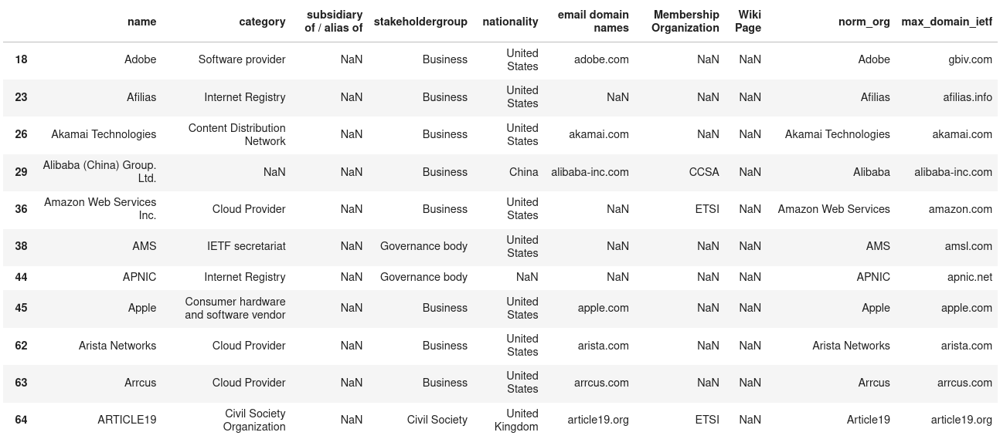 name category subsidiary of / alias of stakeholdergroup nationality email domain names Membership Organization Wiki Page norm_org max_domain_ietf
18 Adobe Software provider NaN Business United States adobe.com NaN NaN Adobe gbiv.com
23 Afilias Internet Registry NaN Business United States NaN NaN NaN Afilias afilias.info
26 Akamai Technologies Content Distribution Network NaN Business United States akamai.com NaN NaN Akamai Technologies akamai.com
29 Alibaba (China) Group. Ltd. NaN NaN Business China alibaba-inc.com CCSA NaN Alibaba alibaba-inc.com
36 Amazon Web Services Inc. Cloud Provider NaN Business United States NaN ETSI NaN Amazon Web Services amazon.com
38 AMS IETF secretariat NaN Governance body United States NaN NaN NaN AMS amsl.com
44 APNIC Internet Registry NaN Governance body NaN NaN NaN NaN APNIC apnic.net
45 Apple Consumer hardware and software vendor NaN Business United States apple.com NaN NaN Apple apple.com
62 Arista Networks Cloud Provider NaN Business United States arista.com NaN NaN Arista Networks arista.com
63 Arrcus Cloud Provider NaN Business United States arrcus.com NaN NaN Arrcus arrcus.com
64 ARTICLE19 Civil Society Organization NaN Civil Society United Kingdom article19.org ETSI NaN Article19 article19.org